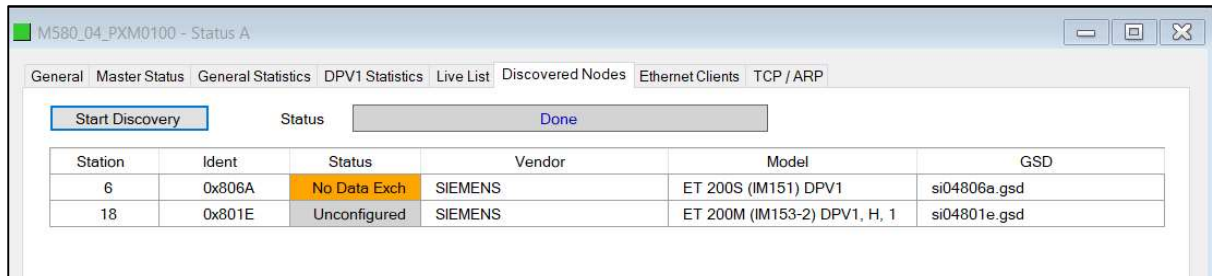 M580_04_PXM0100 - Status A
General Master Status General Statistics DPV1 Statistics Live List Discovered Nodes Ethernet Clients TCP / ARP
Start Discovery Status Done
Station Ident Status Vendor Model GSD
6 0x806A No Data Exch SIEMENS ET 200S (IM151) DPV1 si04806a.gsd
18 0x801E Unconfigured SIEMENS ET 200M (IM153-2) DPV1, H, 1 si04801e.gsd